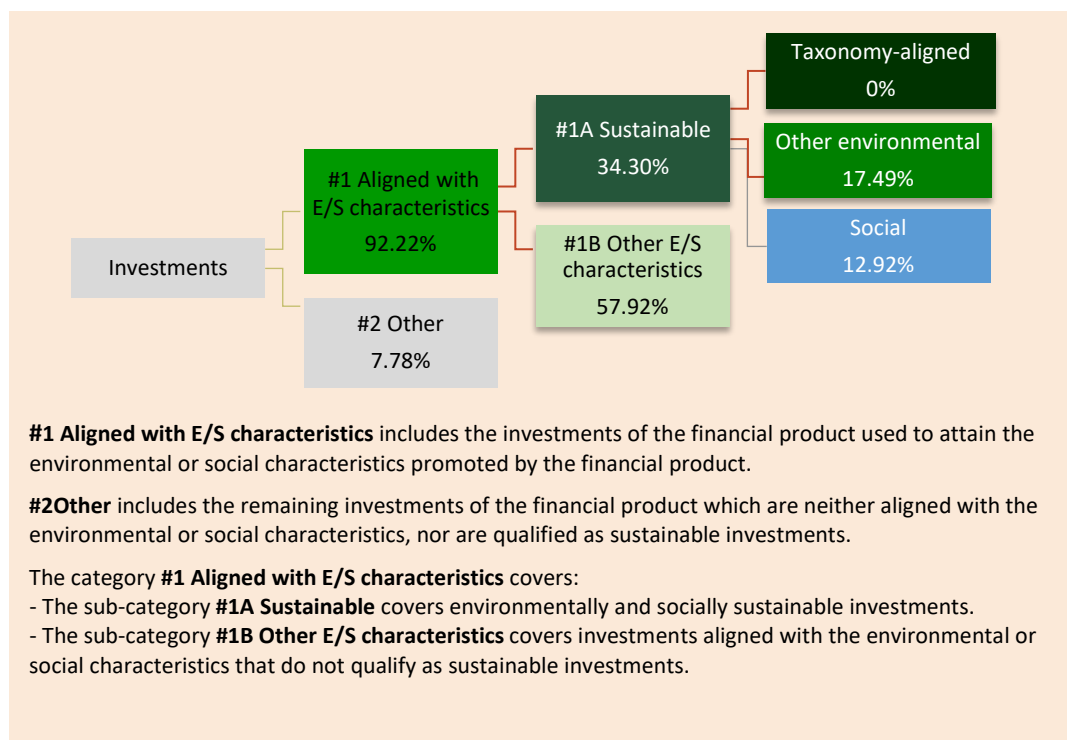 Investments
#1 Aligned with
E/S characteristics
92.22%
#2 Other
7.78%
#1A Sustainable
34.30%
#1B Other E/S
characteristics
57.92%
Taxonomy-aligned
0%
Other environmental
17.49%
Social
12.92%
#1 Aligned with E/S characteristics includes the investments of the financial product used to attain the
environmental or social characteristics promoted by the financial product.
#2Other includes the remaining investments of the financial product which are neither aligned with the
environmental or social characteristics, nor are qualified as sustainable investments.
The category #1 Aligned with E/S characteristics covers:
- The sub-category #1A Sustainable covers environmentally and socially sustainable investments.
- The sub-category #1B Other E/S characteristics covers investments aligned with the environmental or
social characteristics that do not qualify as sustainable investments.